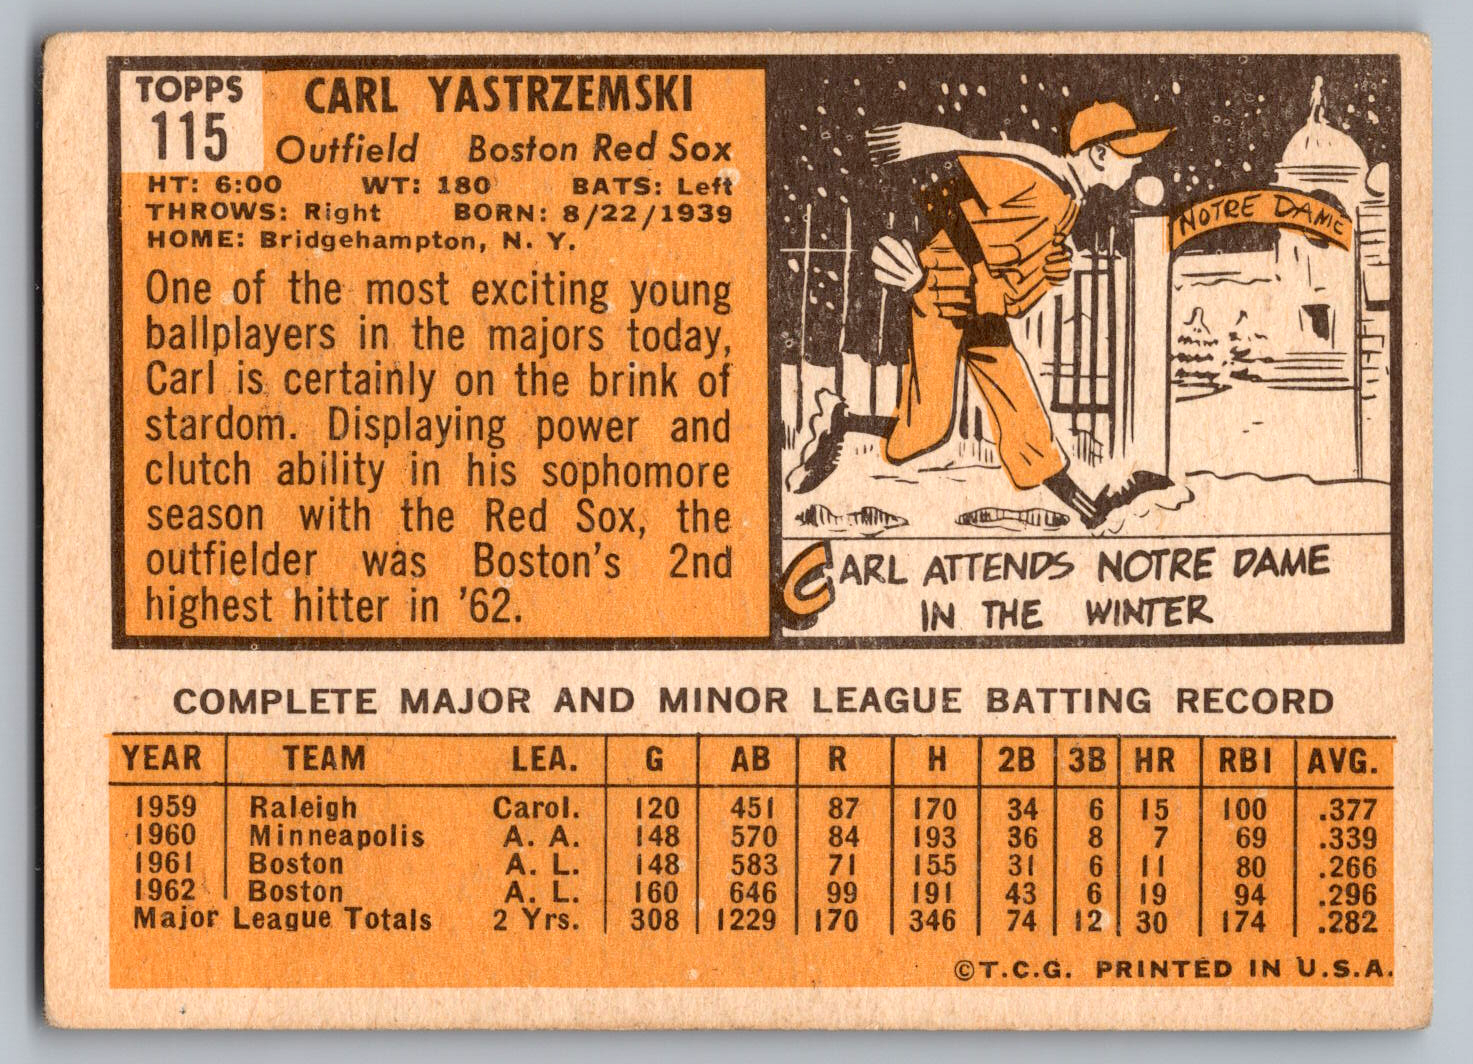 TOPPS
115
CARL YASTRZEMSKI
Outfield Boston Red Sox
HT: 6:00 WT: 180 BATS: Left
THROWS: Right BORN: 8/22/1939
HOME: Bridgehampton, N. Y.
One of the most exciting young
ballplayers in the majors today,
Carl is certainly on the brink of
stardom. Displaying power and
clutch ability in his sophomore
season with the Red Sox, the
outfielder was Boston's 2nd
highest hitter in '62.
NOTRE DAME
CARL ATTENDS NOTRE DAME
IN THE WINTER
COMPLETE MAJOR AND MINOR LEAGUE BATTING RECORD
YEAR TEAM LEA. G AB R H 2B 3B HR RBI AVG.
1959 Raleigh Carol. 120 451 87 170 34 6 15 100 .377
1960 Minneapolis A. A. 148 570 84 193 36 8 7 69 .339
1961 Boston A. L. 148 583 71 155 31 6 11 80 .266
1962 Boston A. L. 160 646 99 191 43 6 19 94 .296
Major League Totals 2 Yrs. 308 1229 170 346 74 12 30 174 .282
©T.C.G. PRINTED IN U.S.A.